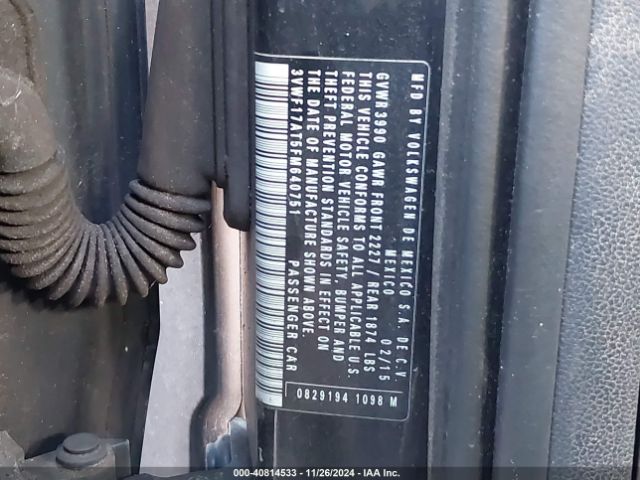 MFD BY VOLKSWAGEN DE MEXICO S.A. DE C.V.
MEXICO 02/15
GVWR 3990 GAWR FRONT 2227 / REAR 1874 LBS
THIS VEHICLE CONFORMS TO ALL APPLICABLE U.S.
FEDERAL MOTOR VEHICLE SAFETY, BUMPER AND
THEFT PREVENTION STANDARDS IN EFFECT ON
THE DATE OF MANUFACTURE SHOWN ABOVE.
3VWF17AT5FM640751 PASSENGER CAR
0829194 1098 M
000-40814533 - 11/26/2024 - IAA Inc.